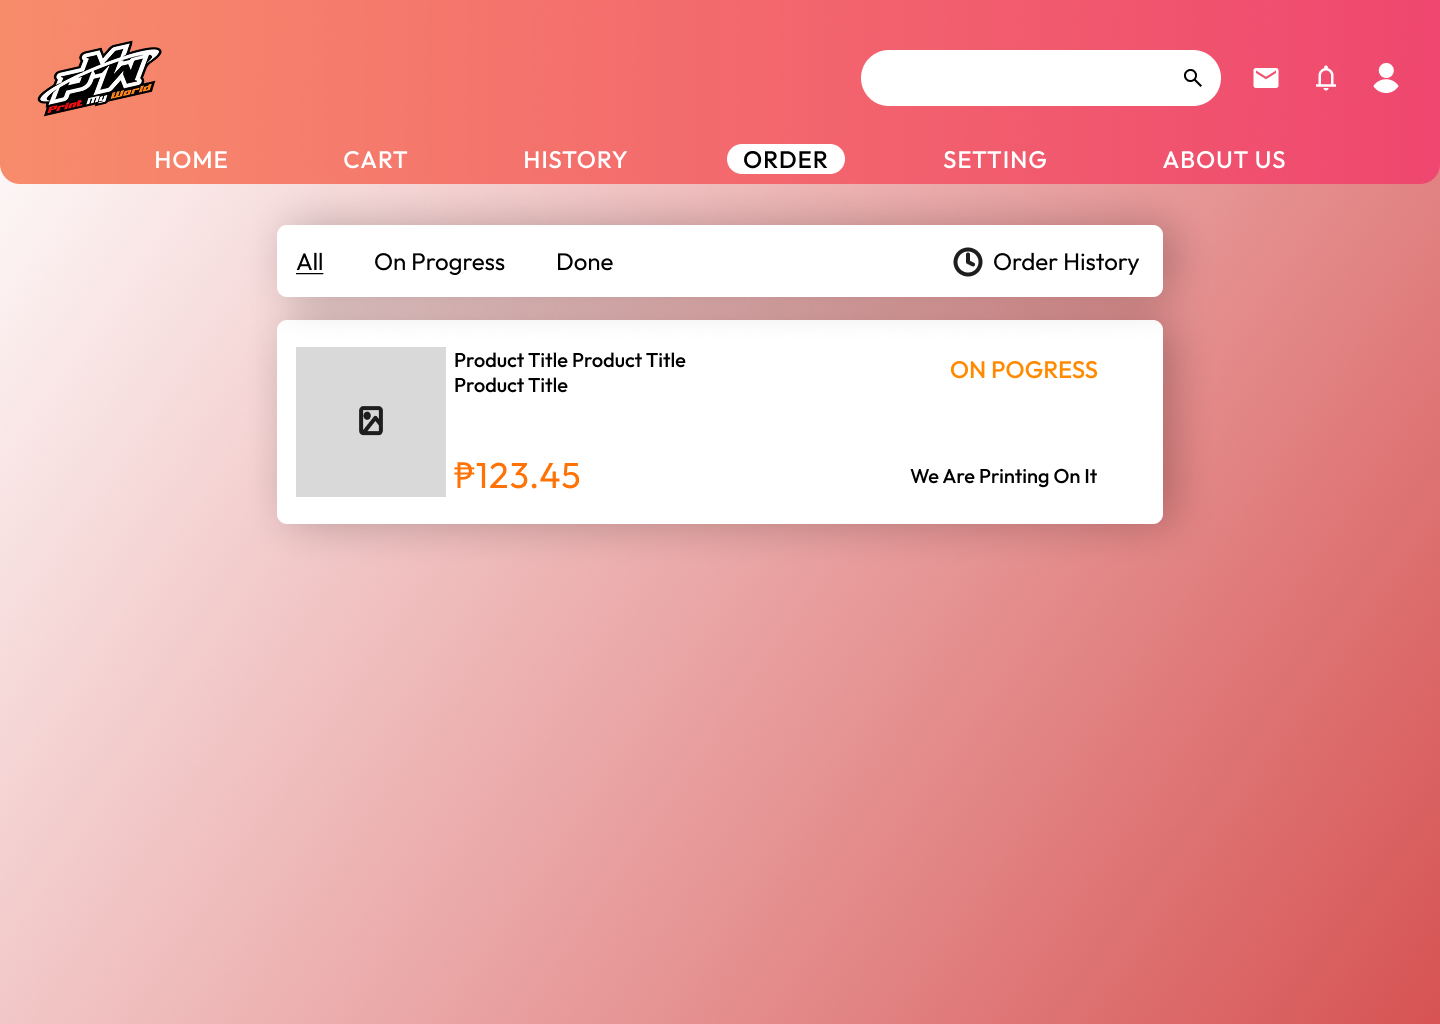 PMW
Print My World
HOME
CART
HISTORY
ORDER
SETTING
ABOUT US
All
On Progress
Done
Order History
Product Title Product Title
Product Title
ON POGRESS
₱123.45
We Are Printing On It